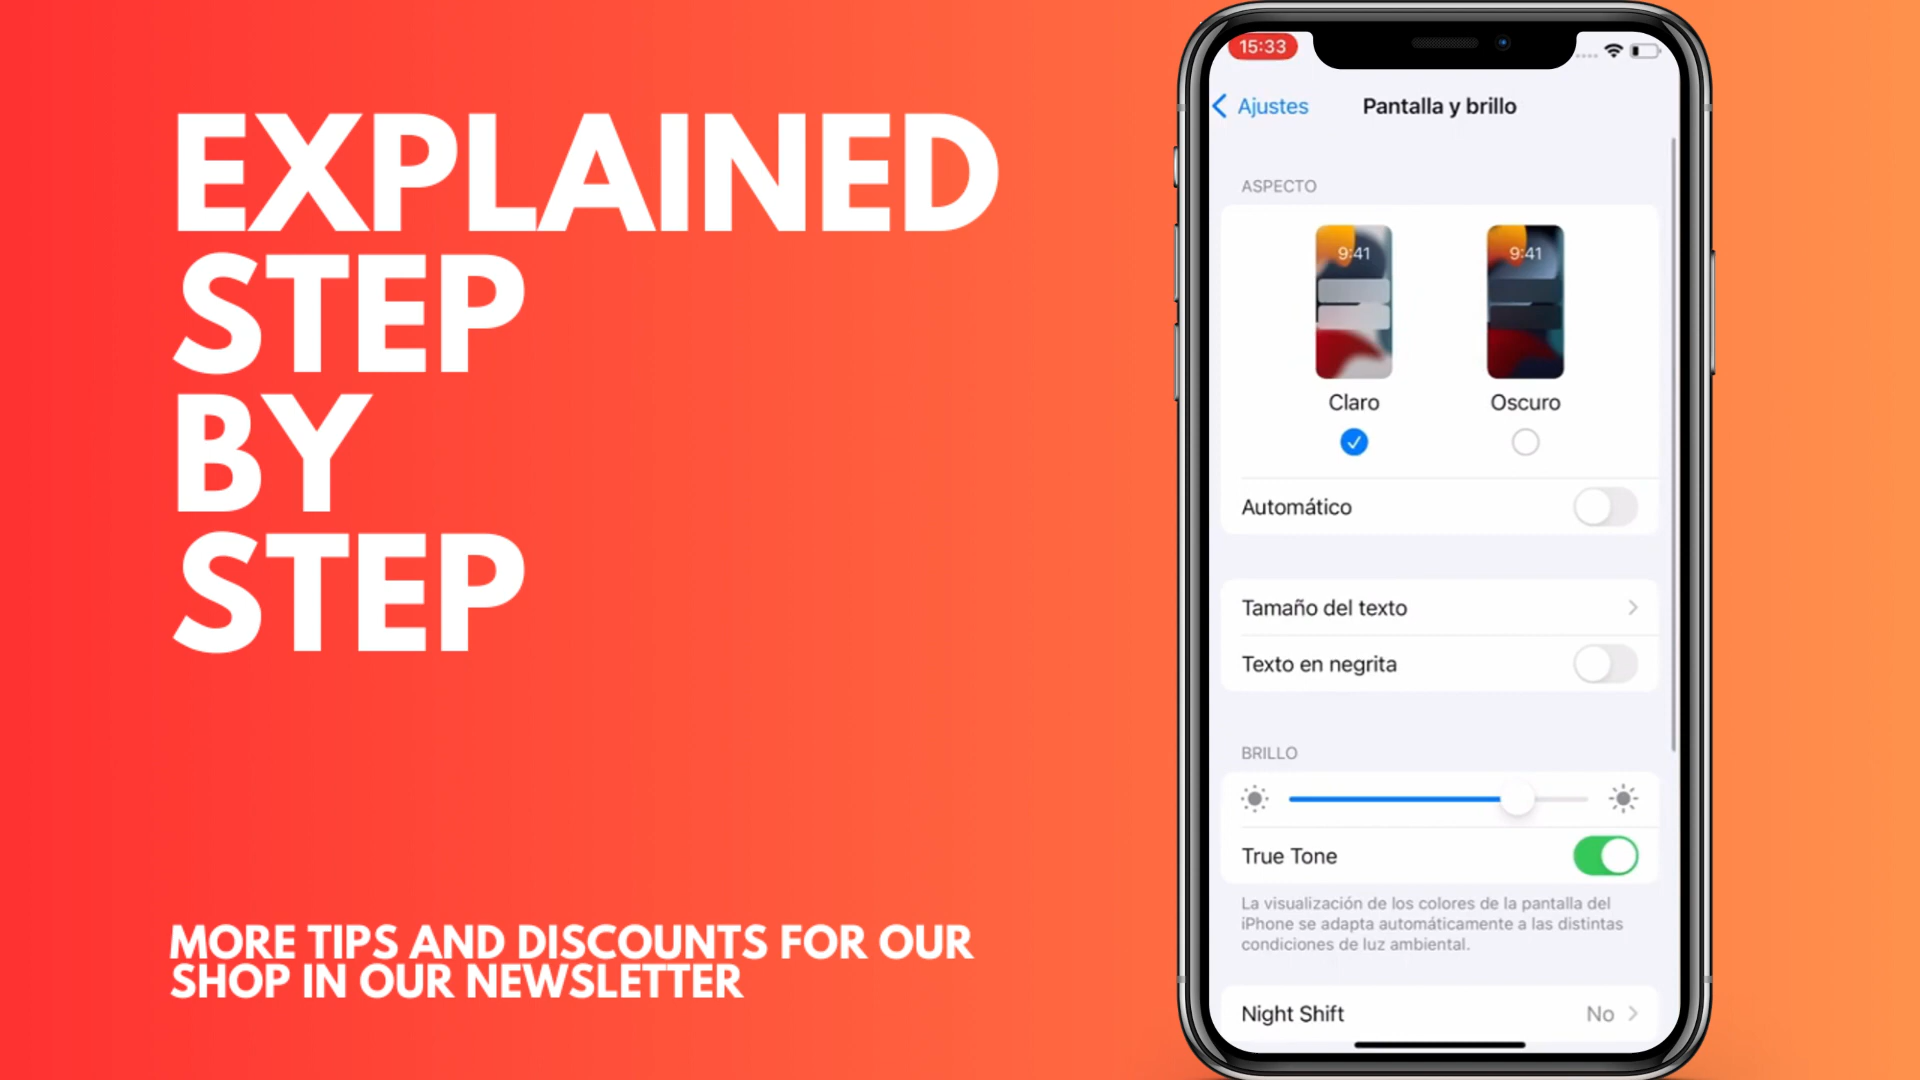 EXPLAINED
STEP
BY
STEP
MORE TIPS AND DISCOUNTS FOR OUR
SHOP IN OUR NEWSLETTER
15:33
Ajustes
Pantalla y brillo
ASPECTO
9:41
9:41
Claro
Oscuro
Automático
Tamaño del texto
Texto en negrita
BRILLO
True Tone
La visualización de los colores de la pantalla del
iPhone se adapta automáticamente a las distintas
condiciones de luz ambiental.
Night Shift
No